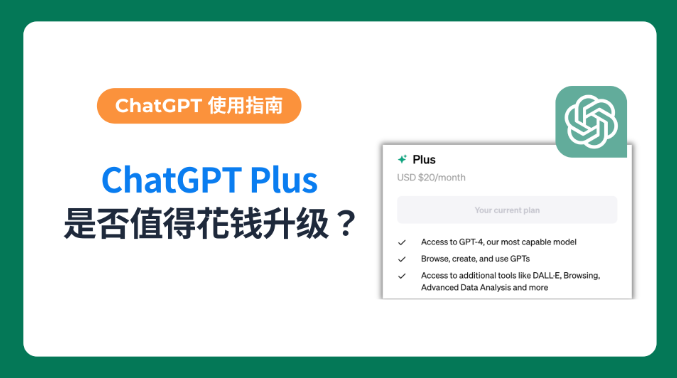 ChatGPT 使用指南
ChatGPT Plus
是否值得花钱升级？
Plus
USD $20/month
Your current plan
Access to GPT-4, our most capable model
Browse, create, and use GPTs
Access to additional tools like DALL·E, Browsing,
Advanced Data Analysis and more